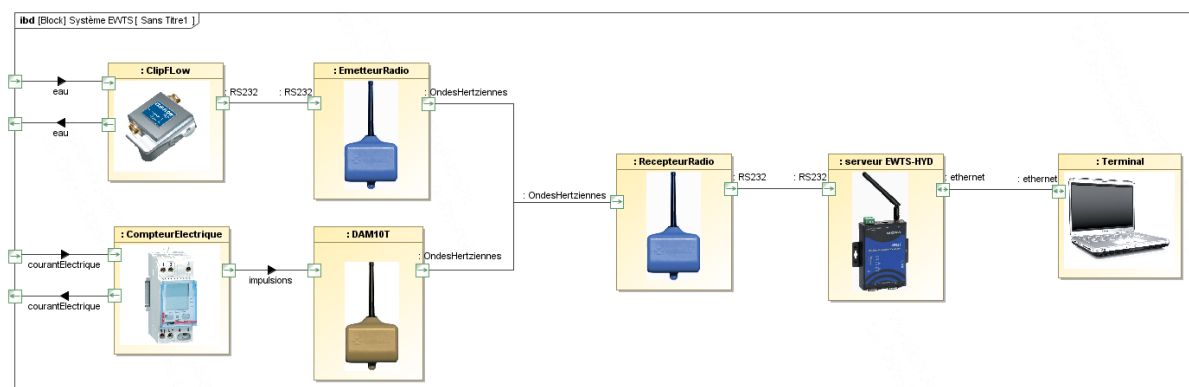 ibd [Block] Système EWTS[ Sans Titre1 ]
: ClipFLow
: EmetteurRadio
eau
eau
: RS232
: RS232
: OndesHertziennes
: RecepteurRadio
: serveur EWTS-HYD
: Terminal
: OndesHertziennes
: RS232
: RS232
: ethernet
: ethernet
: CompteurElectrique
: DAM10T
courantElectrique
courantElectrique
impulsions
: OndesHertziennes